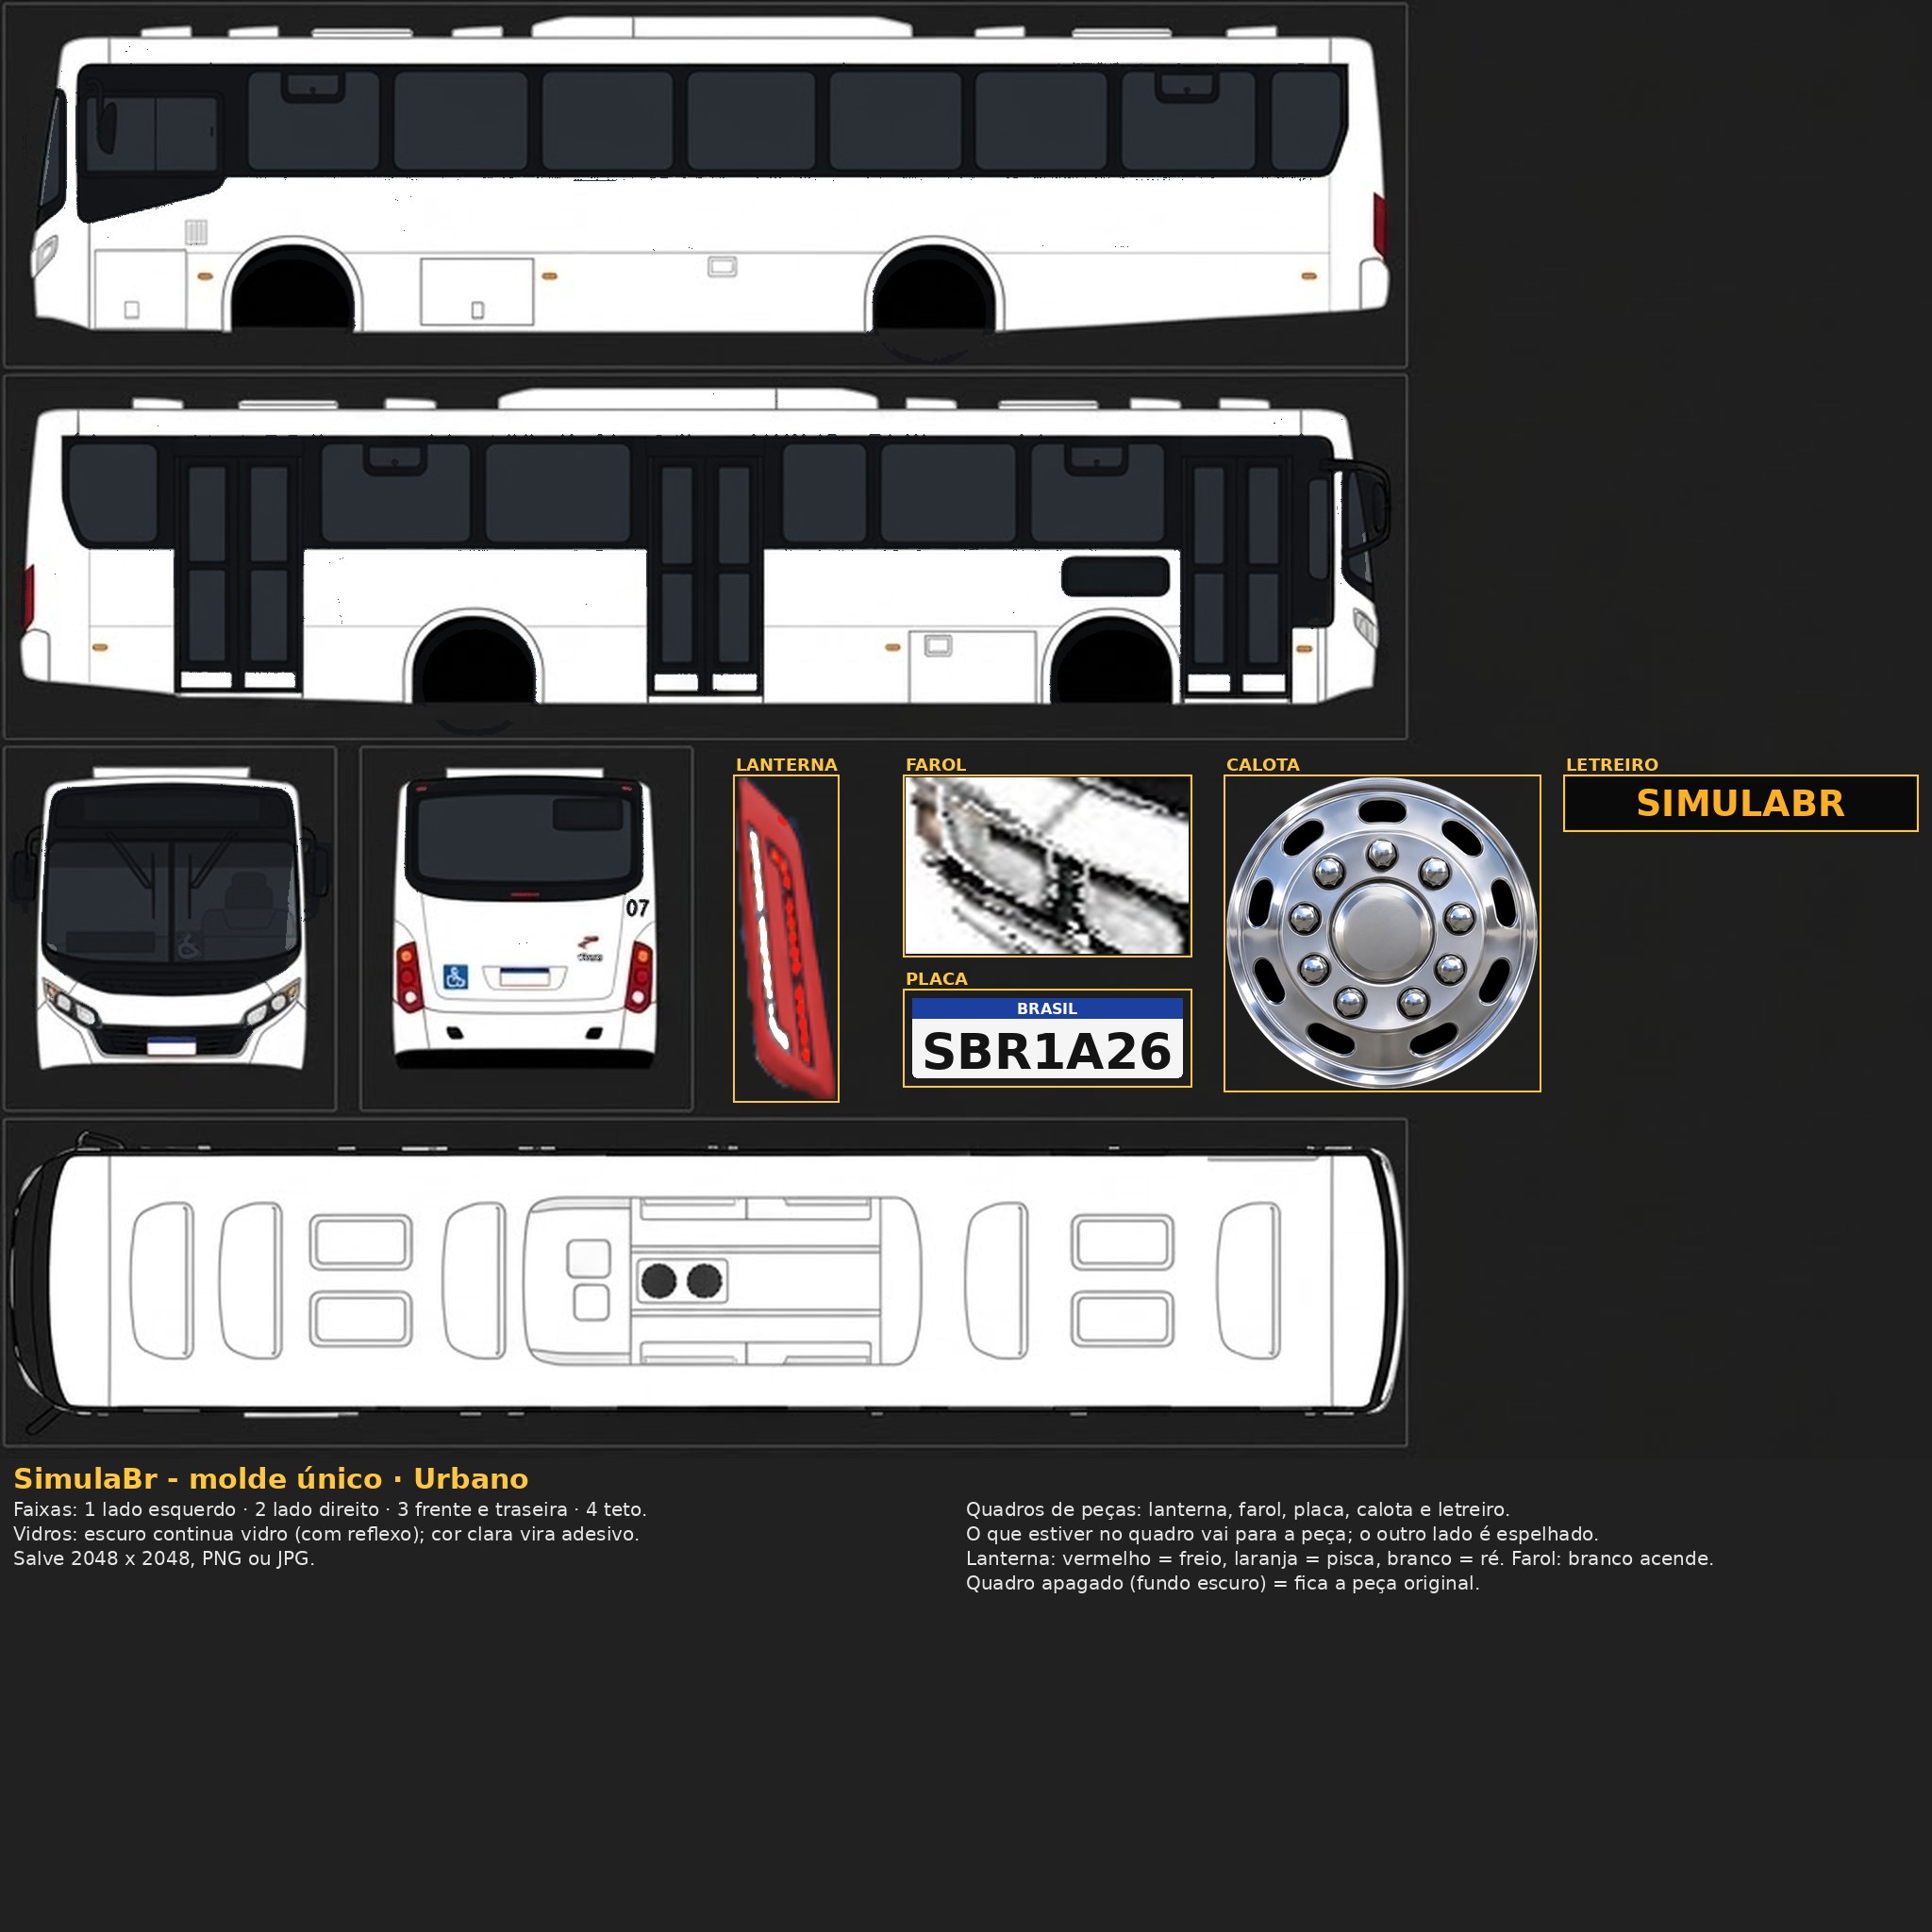 LANTERNA
FAROL
CALOTA
LETREIRO
SIMULABR
07
PLACA
BRASIL
SBR1A26
SimulaBr - molde único · Urbano
Faixas: 1 lado esquerdo · 2 lado direito · 3 frente e traseira · 4 teto.
Vidros: escuro continua vidro (com reflexo); cor clara vira adesivo.
Salve 2048 x 2048, PNG ou JPG.
Quadros de peças: lanterna, farol, placa, calota e letreiro.
O que estiver no quadro vai para a peça; o outro lado é espelhado.
Lanterna: vermelho = freio, laranja = pisca, branco = ré. Farol: branco acende.
Quadro apagado (fundo escuro) = fica a peça original.